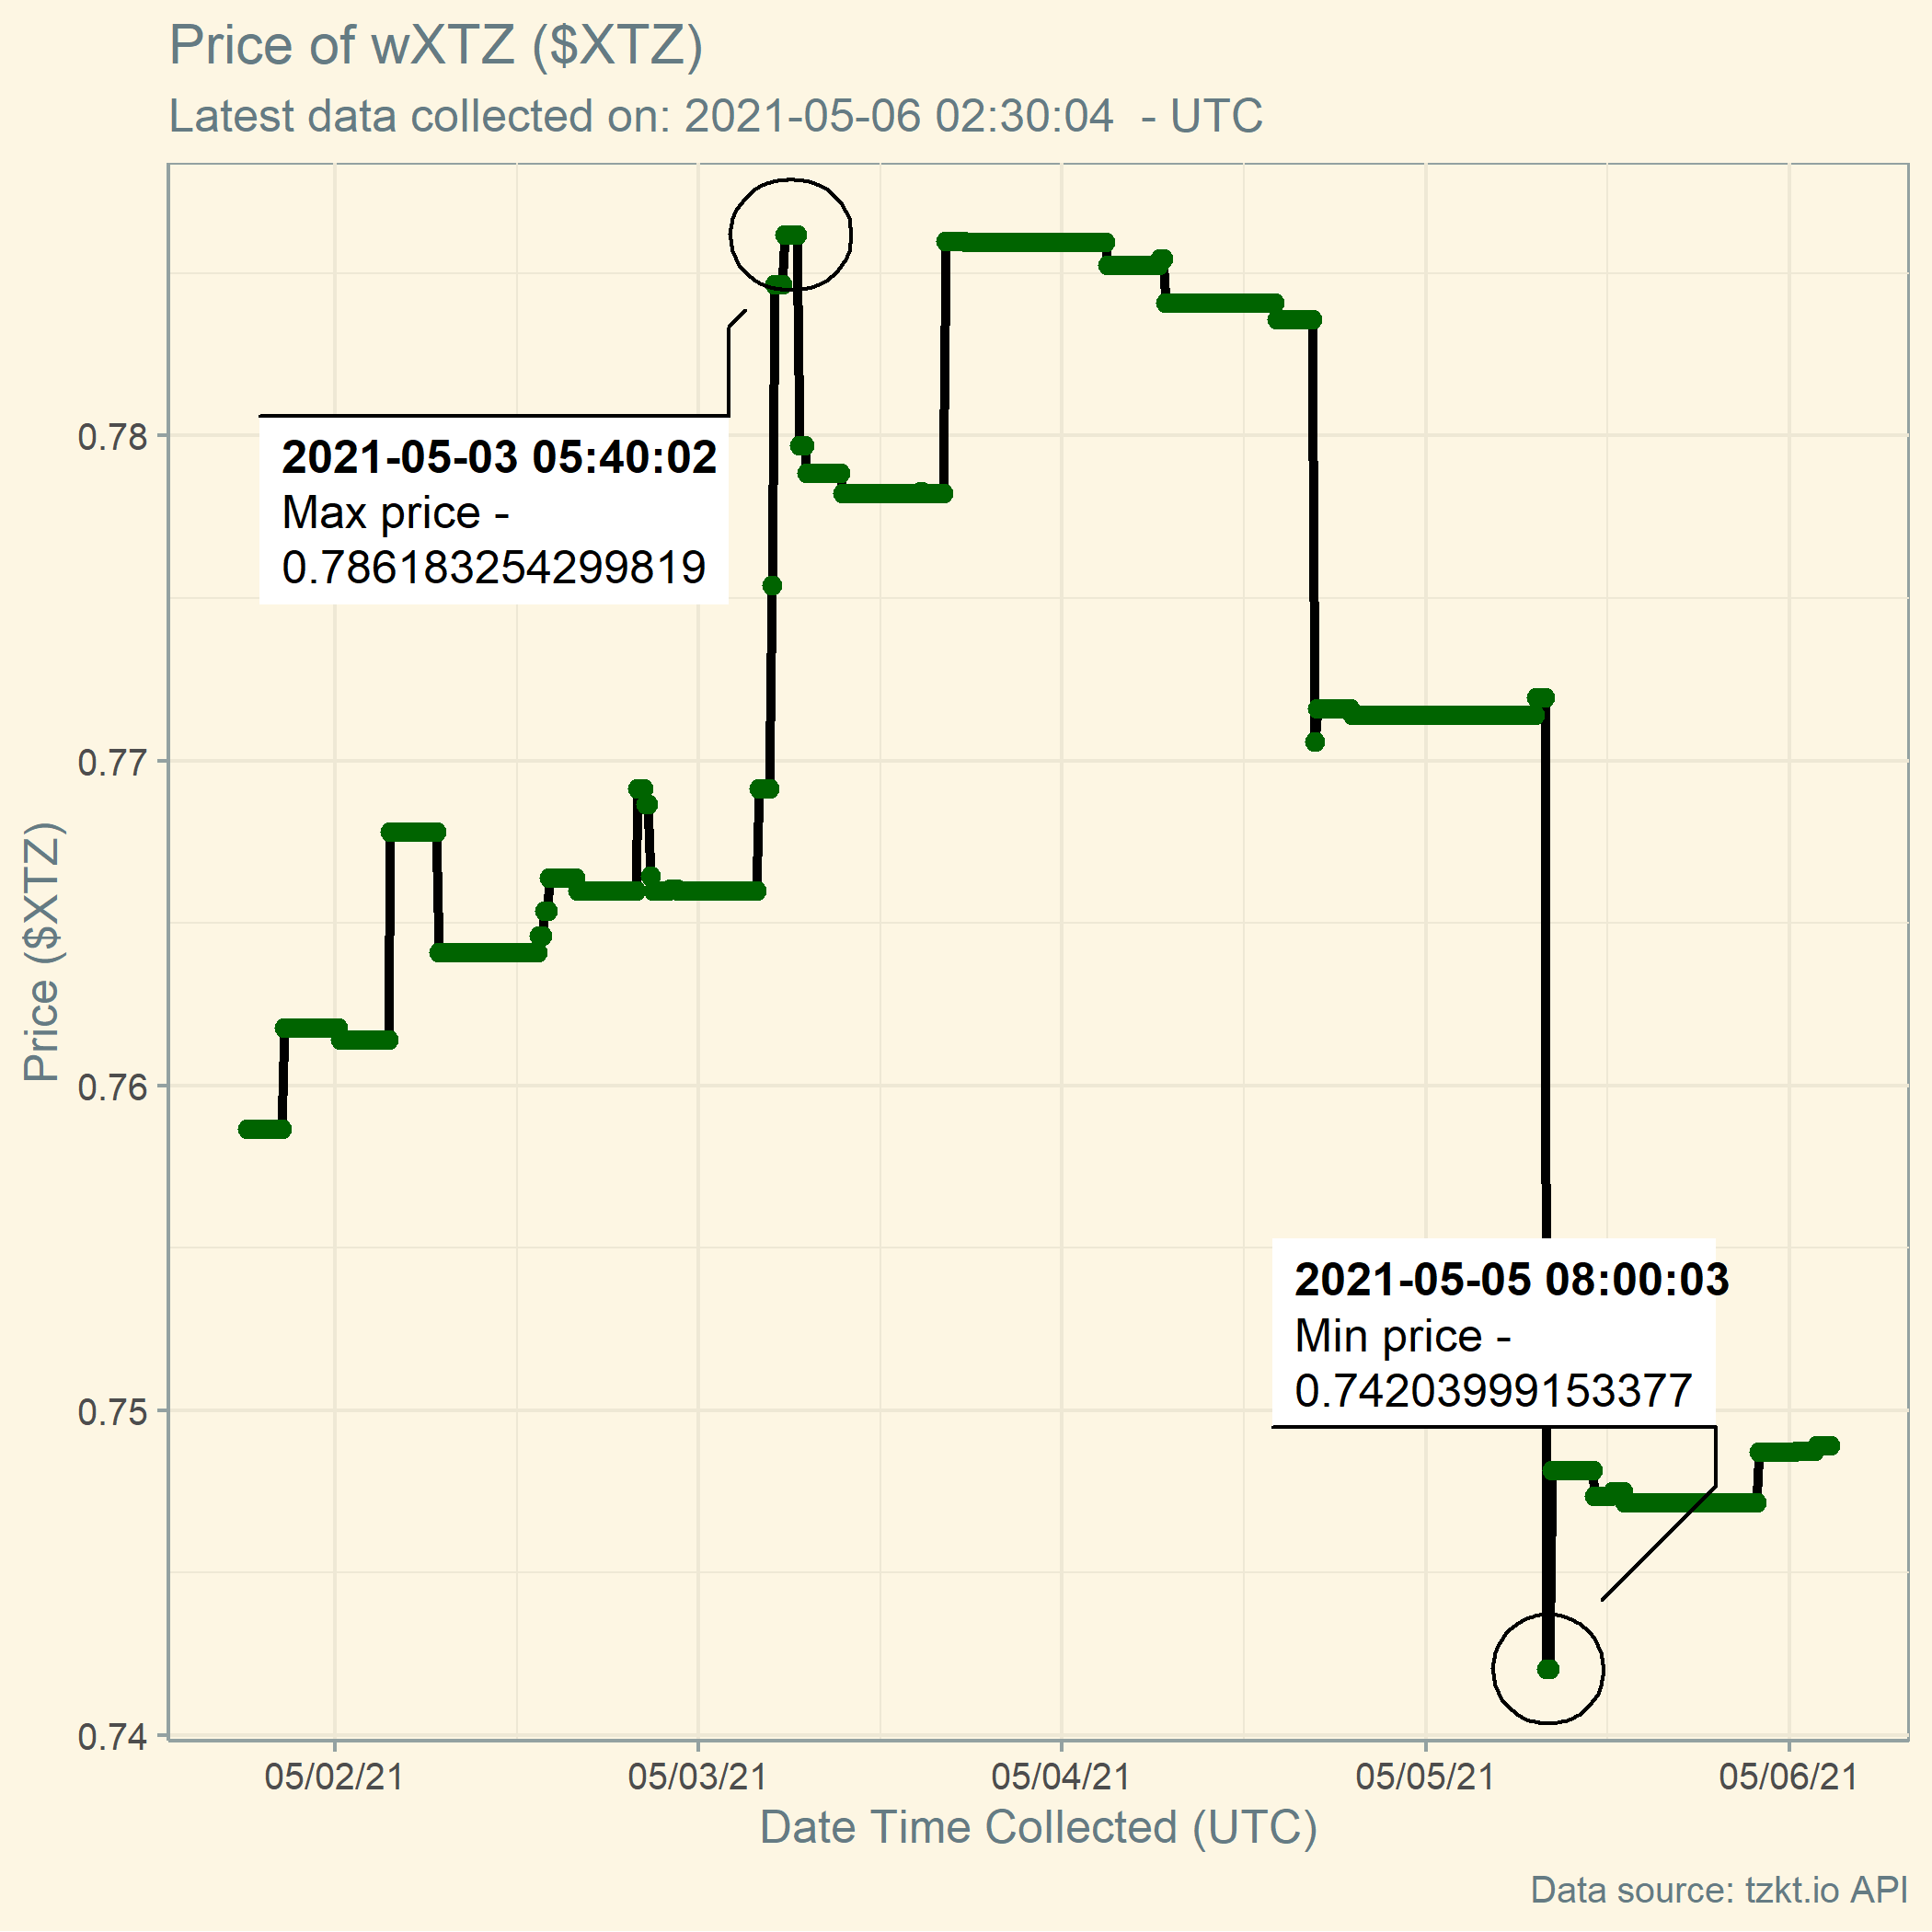 Price of wXTZ ($XTZ)
Latest data collected on: 2021-05-06 02:30:04  - UTC
2021-05-03 05:40:02
Max price -
0.786183254299819
0.78
0.77
0.76
0.75
0.74
Price ($XTZ)
2021-05-05 08:00:03
Min price -
0.74203999153377
05/02/21
05/03/21
05/04/21
05/05/21
05/06/21
Date Time Collected (UTC)
Data source: tzkt.io API